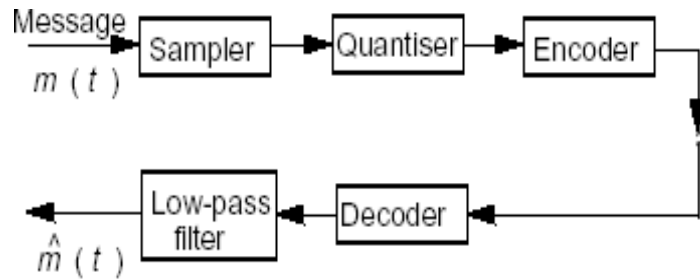 Message
m ( t )
Sampler
Quantiser
Encoder
Low-pass
filter
Decoder
m̂ ( t )